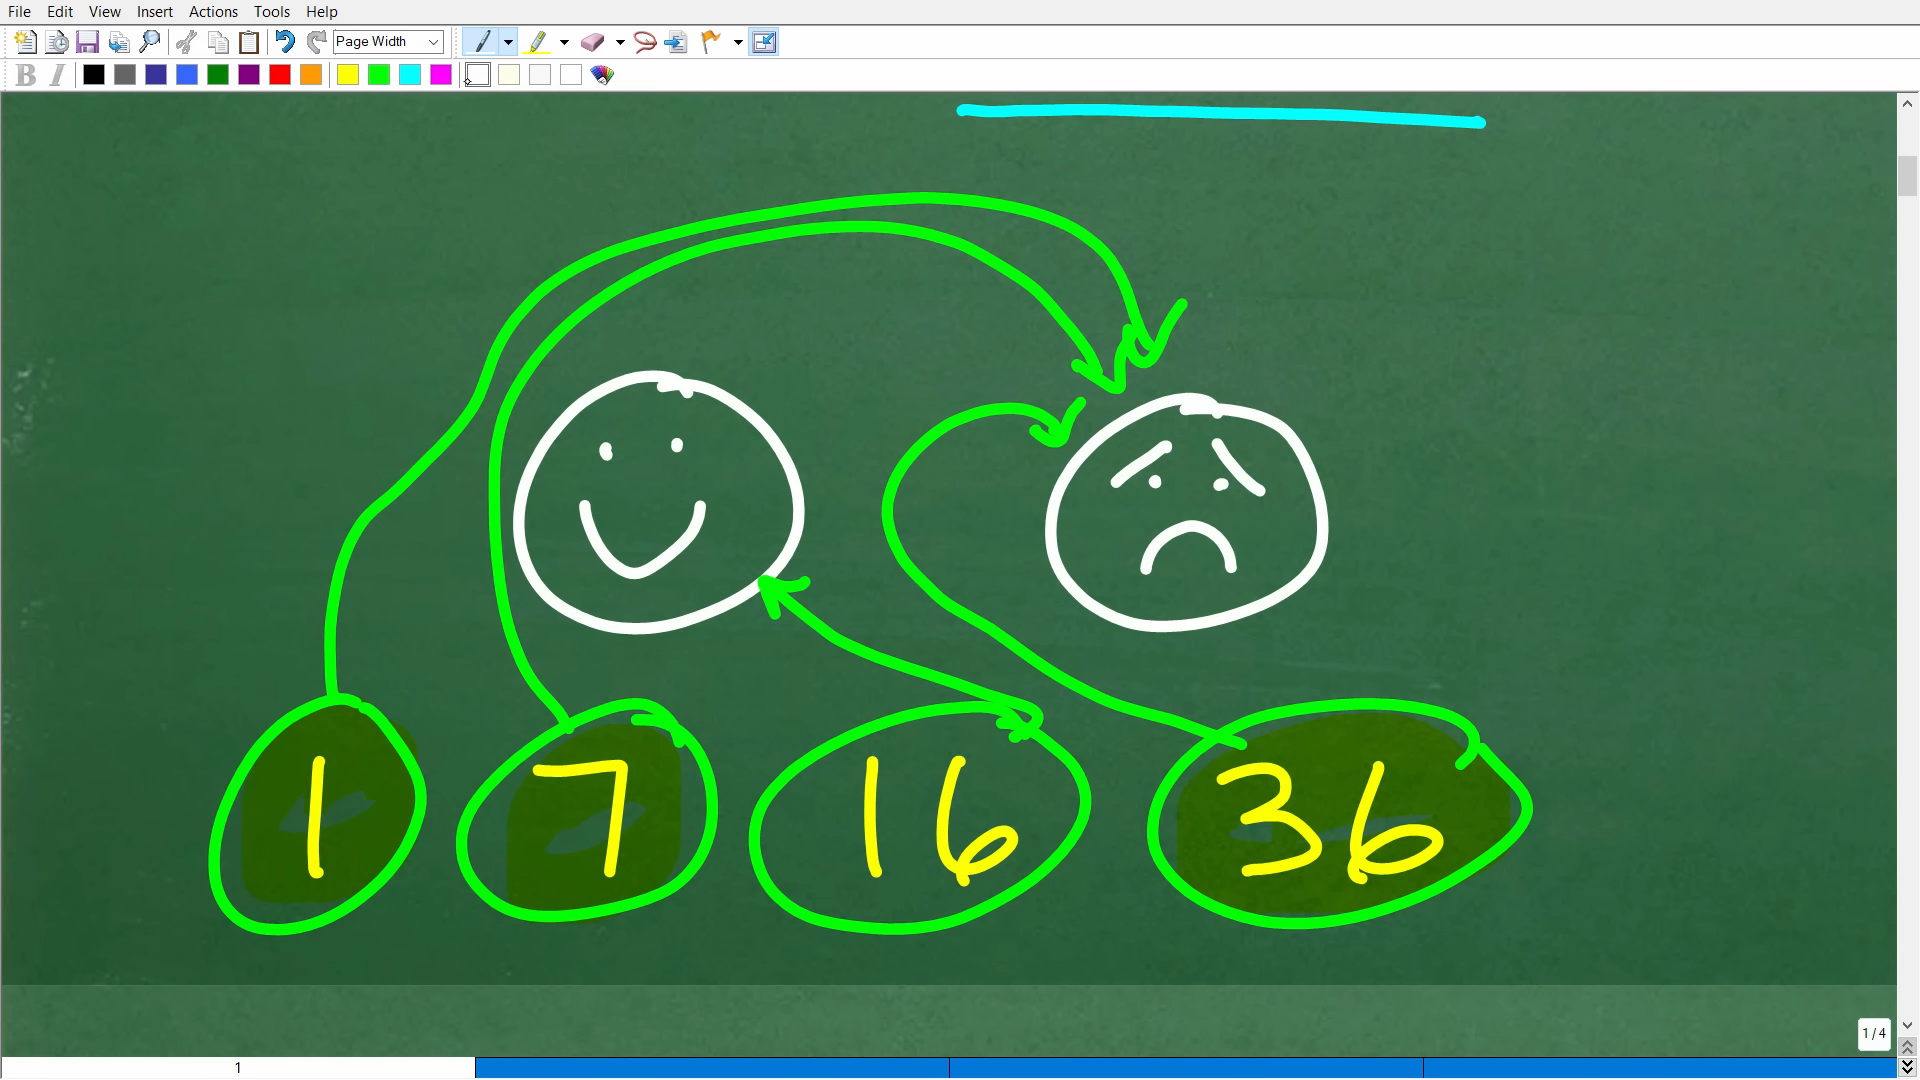 File Edit View Insert Actions Tools Help
Page Width
B I
1 7 16 36
1 / 4
1